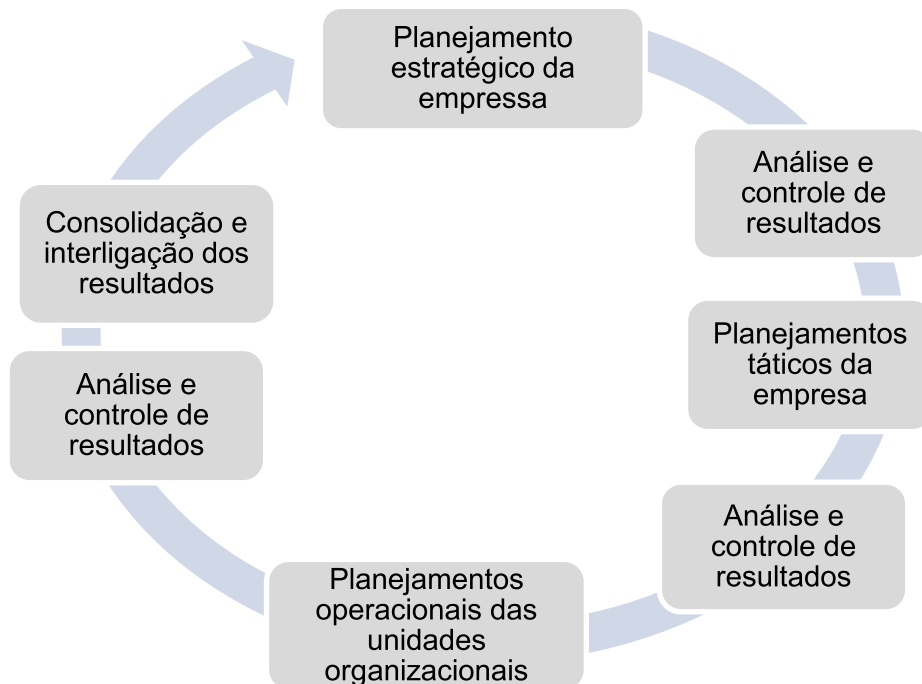 Planejamento
estratégico da
empressa
Análise e
controle de
resultados
Planejamentos
táticos da
empresa
Análise e
controle de
resultados
Planejamentos
operacionais das
unidades
organizacionais
Análise e
controle de
resultados
Consolidação e
interligação dos
resultados